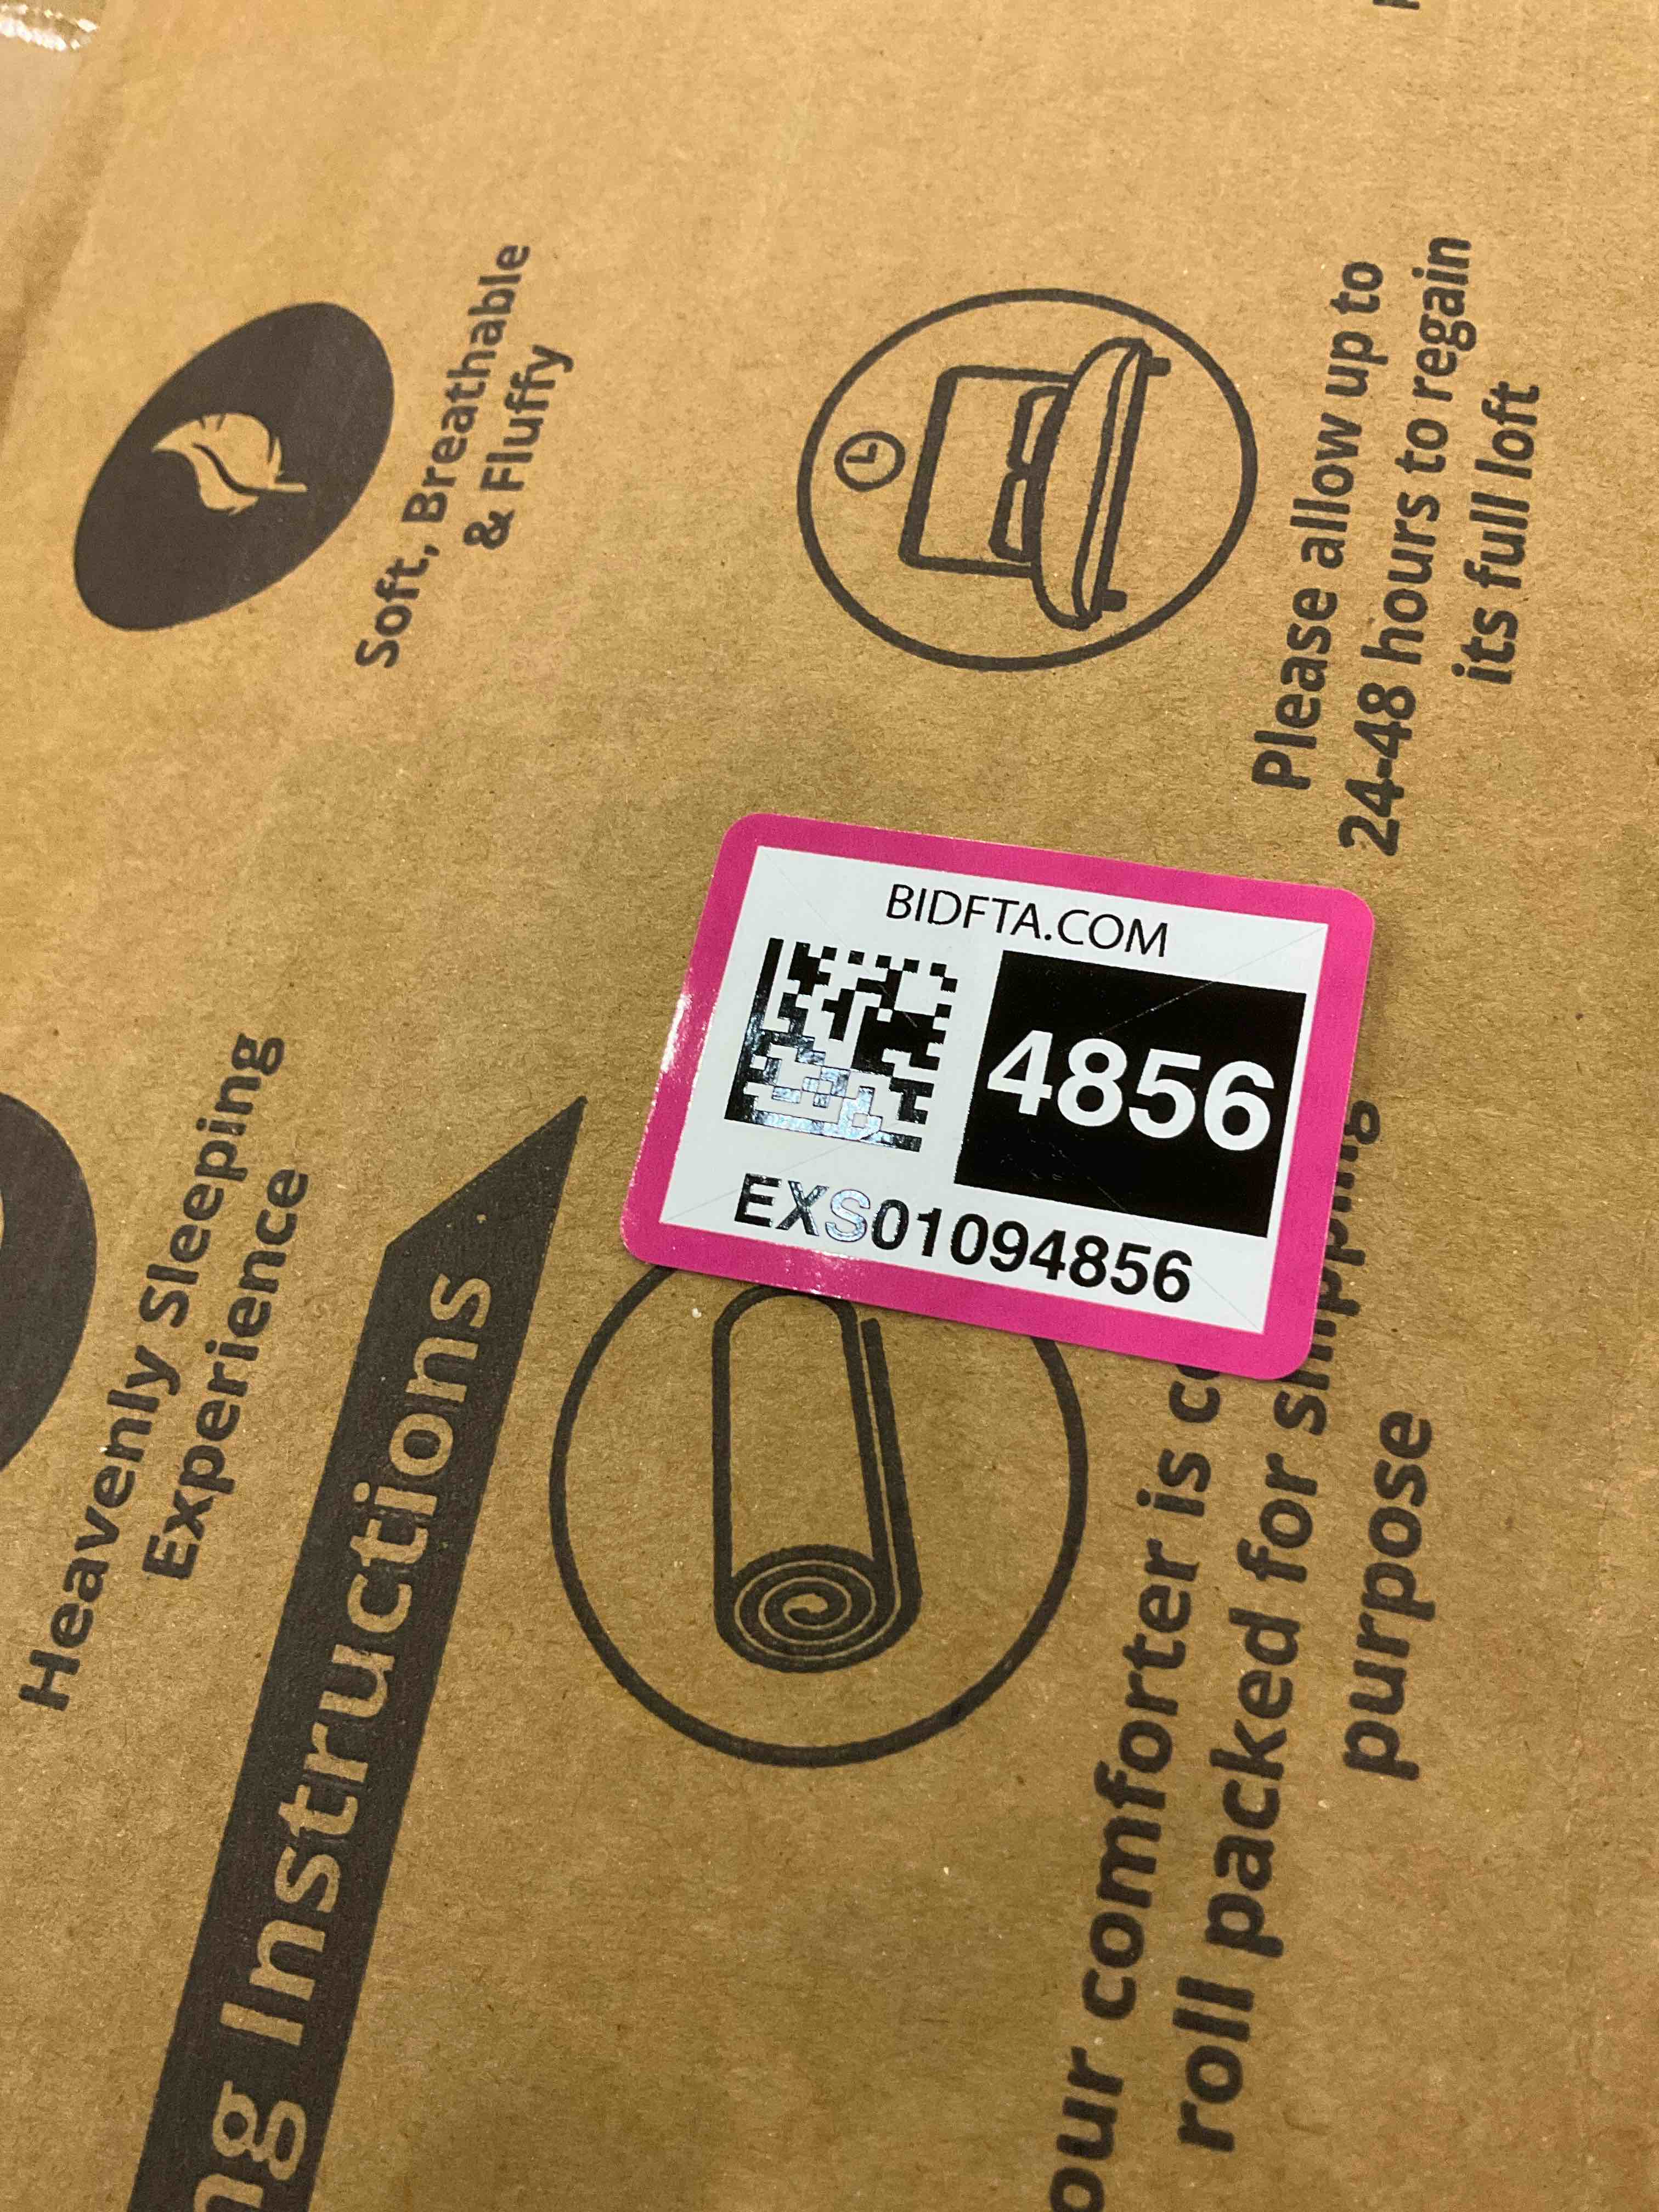 Heavenly Sleeping
Experience
Soft, Breathable
& Fluffy
Instructions
roll packed for shipping
purpose
comforter is
Please allow up to
24-48 hours to regain
its full loft
BIDFTA.COM
4856
EXS01094856